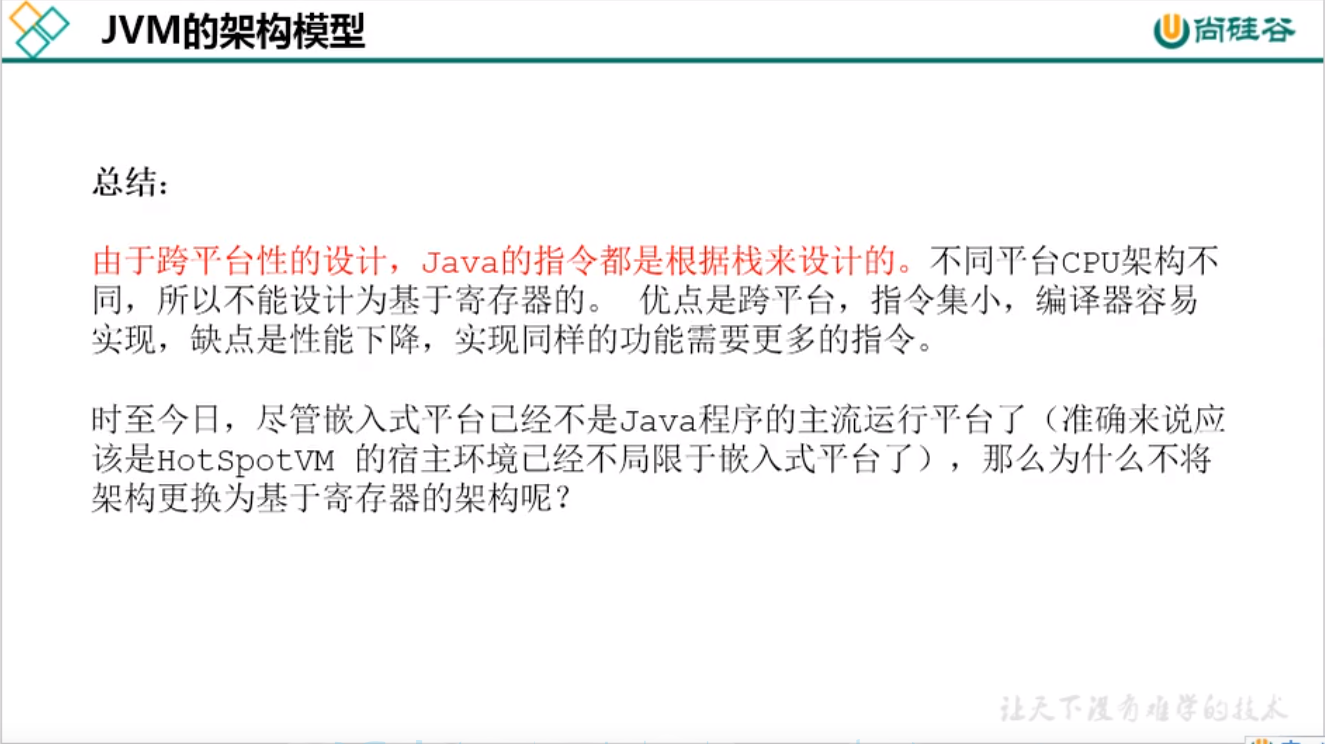 JVM的架构模型
尚硅谷
总结：
由于跨平台性的设计，Java的指令都是根据栈来设计的。不同平台CPU架构不
同，所以不能设计为基于寄存器的。 优点是跨平台，指令集小，编译器容易
实现，缺点是性能下降，实现同样的功能需要更多的指令。
时至今日，尽管嵌入式平台已经不是Java程序的主流运行平台了（准确来说应
该是HotSpotVM 的宿主环境已经不局限于嵌入式平台了），那么为什么不将
架构更换为基于寄存器的架构呢？
让天下没有难学的技术